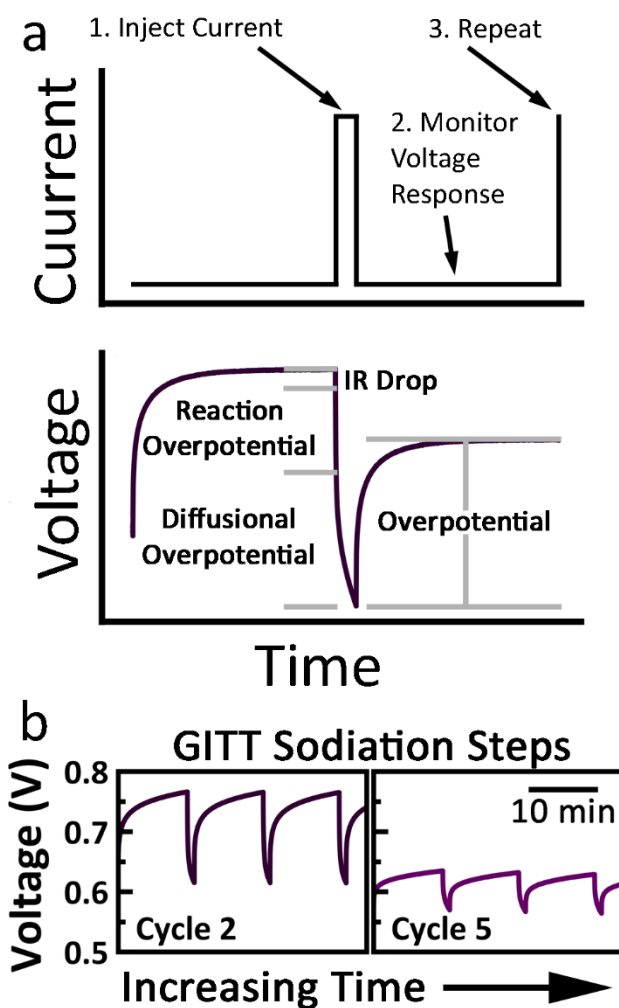 a
1. Inject Current
3. Repeat
2. Monitor
Voltage
Response
Cuurrent
IR Drop
Reaction
Overpotential
Diffusional
Overpotential
Overpotential
Voltage
Time
b
GITT Sodiation Steps
Voltage (V)
0.8
0.7
0.6
0.5
10 min
Cycle 2
Cycle 5
Increasing Time